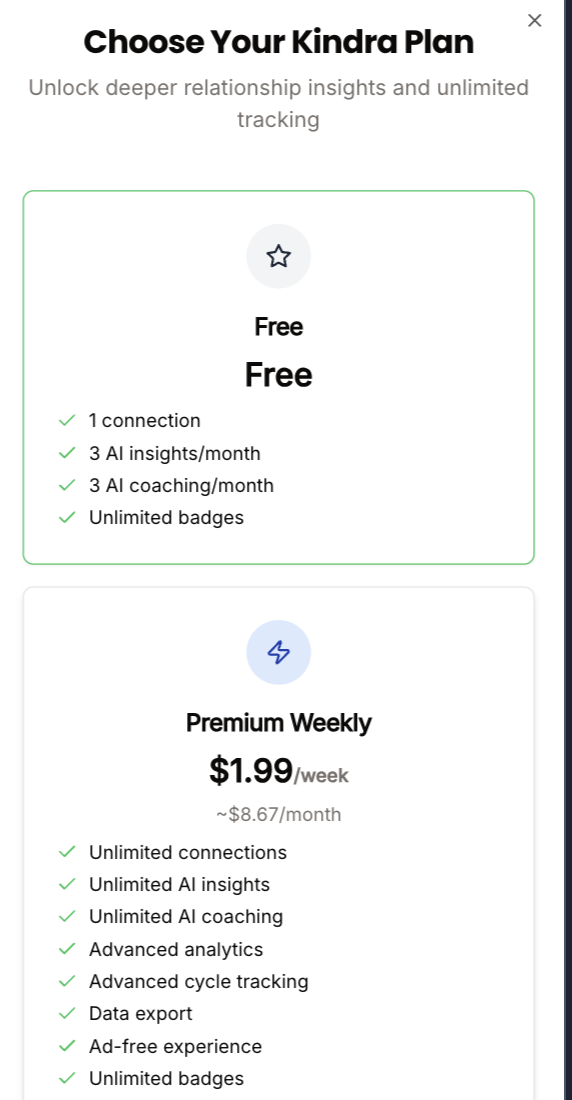 Choose Your Kindra Plan
Unlock deeper relationship insights and unlimited
tracking
Free
Free
1 connection
3 AI insights/month
3 AI coaching/month
Unlimited badges
Premium Weekly
$1.99/week
~$8.67/month
Unlimited connections
Unlimited AI insights
Unlimited AI coaching
Advanced analytics
Advanced cycle tracking
Data export
Ad-free experience
Unlimited badges